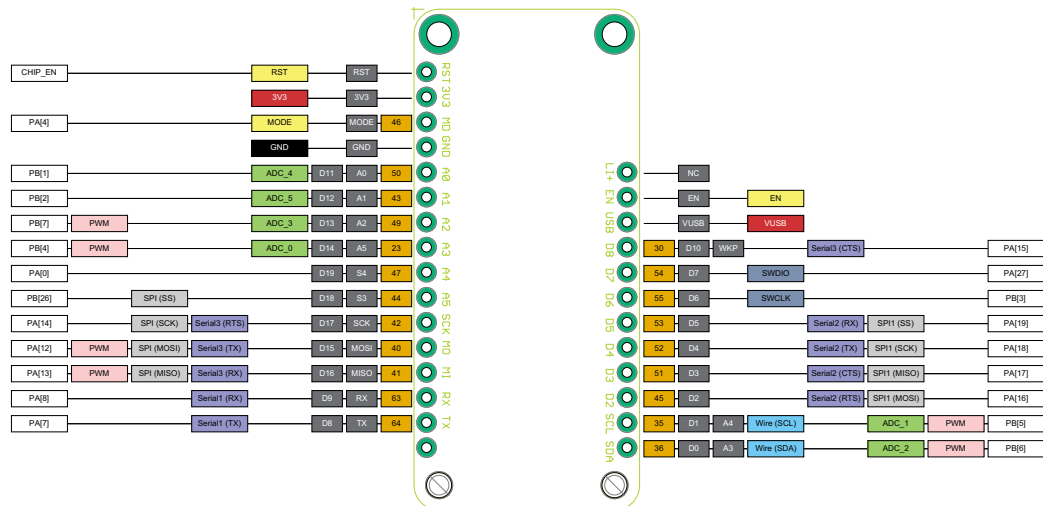 CHIP_EN RST RST RST
3V3 3V3 3V3
PA[4] MODE MODE 46 MD
GND GND GND
PB[1] ADC_4 D11 A0 50 A0
LI+ NC
PB[2] ADC_5 D12 A1 43 A1
EN EN EN
PB[7] PWM ADC_3 D13 A2 49 A2
USB VUSB VUSB
PB[4] PWM ADC_0 D14 A5 23 A3
D8 30 D10 WKP Serial3 (CTS) PA[15]
PA[0] D19 S4 47 A4
D7 54 D7 SWDIO PA[27]
PB[26] SPI (SS) D18 S3 44 A5
D6 55 D6 SWCLK PB[3]
PA[14] SPI (SCK) Serial3 (RTS) D17 SCK 42 SCK
D5 53 D5 Serial2 (RX) SPI1 (SS) PA[19]
PA[12] PWM SPI (MOSI) Serial3 (TX) D15 MOSI 40 MO
D4 52 D4 Serial2 (TX) SPI1 (SCK) PA[18]
PA[13] PWM SPI (MISO) Serial3 (RX) D16 MISO 41 MI
D3 51 D3 Serial2 (CTS) SPI1 (MISO) PA[17]
PA[8] Serial1 (RX) D9 RX 63 RX
D2 45 D2 Serial2 (RTS) SPI1 (MOSI) PA[16]
PA[7] Serial1 (TX) D8 TX 64 TX
SCL 35 D1 A4 Wire (SCL) ADC_1 PWM PB[5]
SDA 36 D0 A3 Wire (SDA) ADC_2 PWM PB[6]